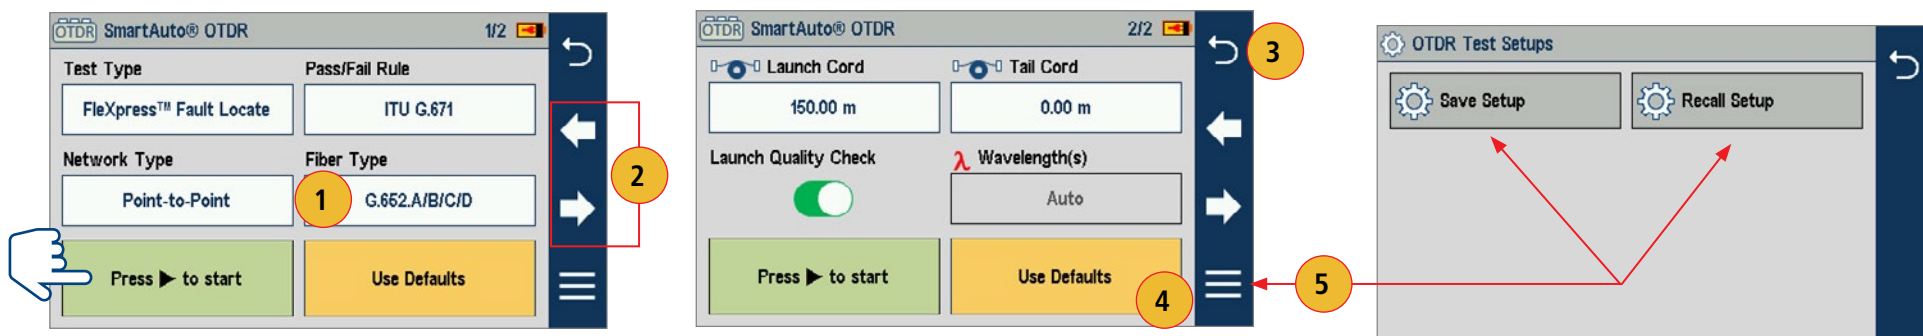 OTDR SmartAuto® OTDR 1/2
Test Type Pass/Fail Rule
FleXpress™ Fault Locate ITU G.671
Network Type Fiber Type
Point-to-Point 1 G.652.A/B/C/D
Press ▶ to start Use Defaults
2
OTDR SmartAuto® OTDR 2/2
3
Launch Cord Tail Cord
150.00 m 0.00 m
Launch Quality Check λ Wavelength(s)
Auto
Press ▶ to start Use Defaults
4
5
OTDR Test Setups
Save Setup Recall Setup